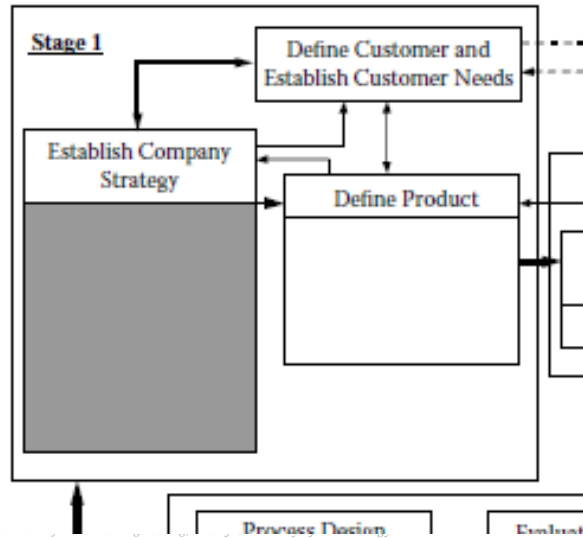 Stage 1
Define Customer and
Establish Customer Needs
Establish Company
Strategy
Define Product
Process Design